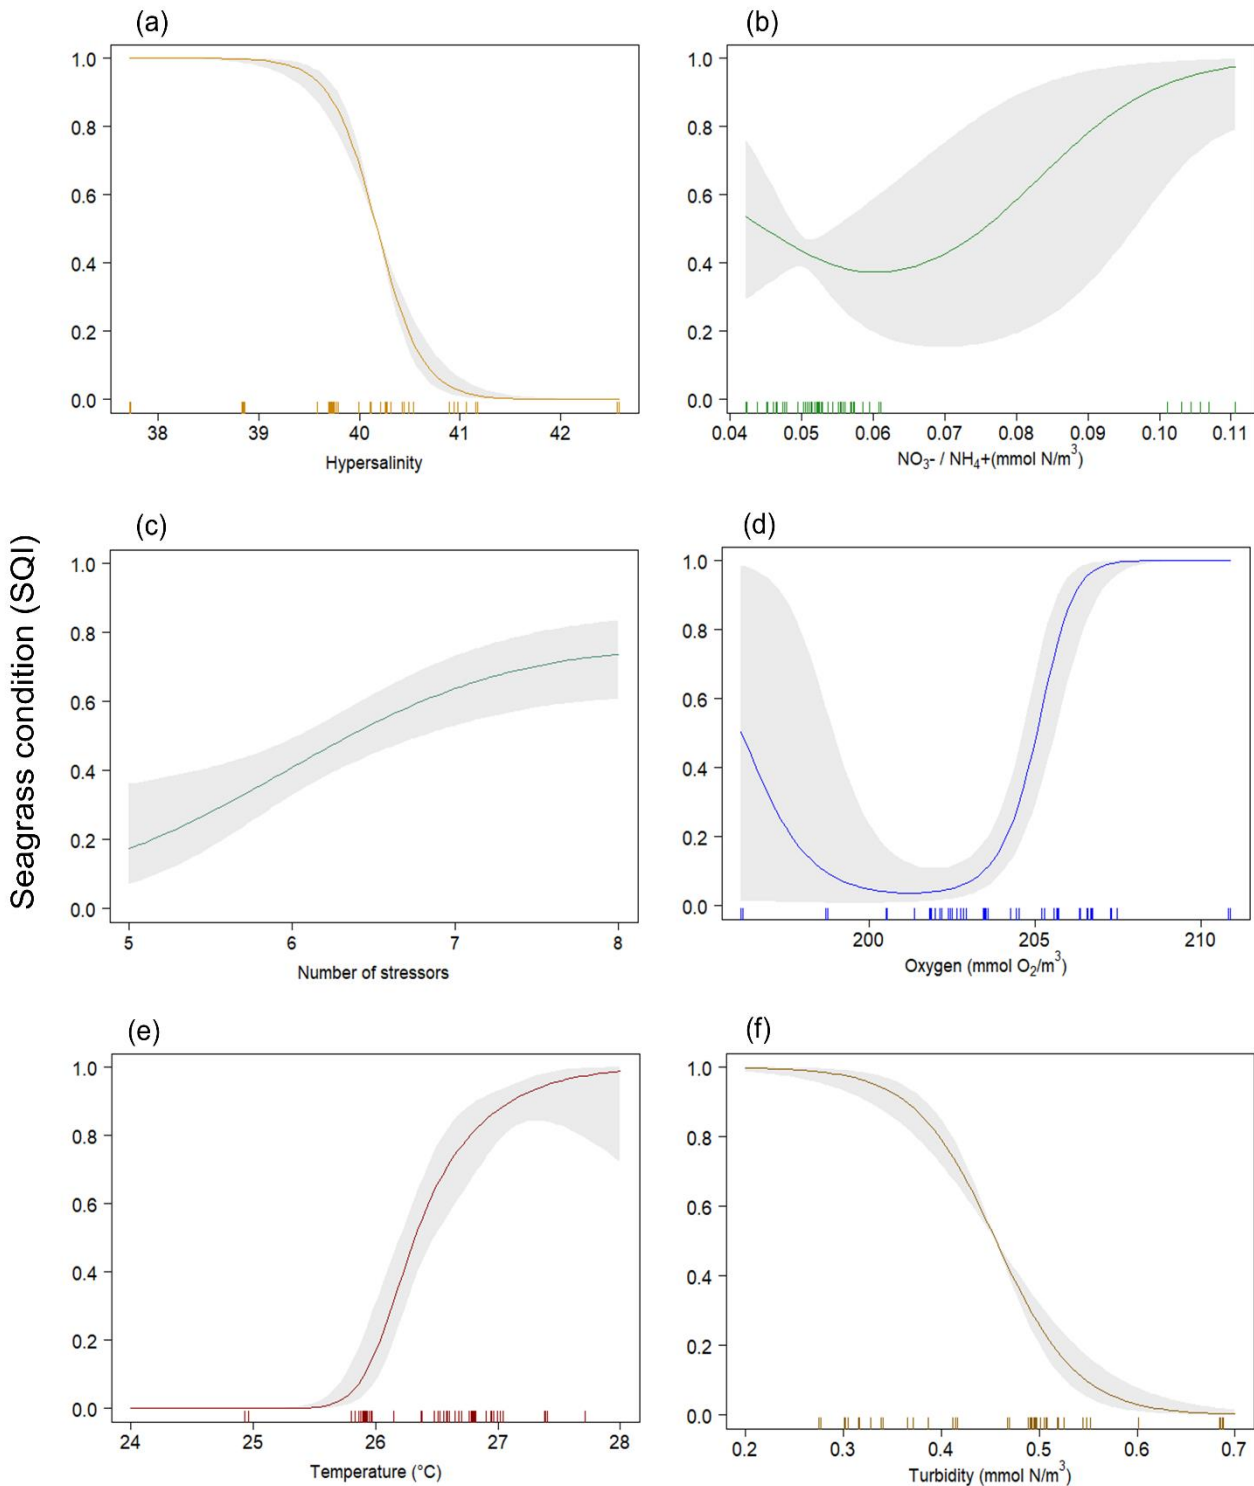 (a)
1.0
0.8
0.6
0.4
0.2
0.0
38 39 40 41 42
Hypersalinity
(b)
1.0
0.8
0.6
0.4
0.2
0.0
0.04 0.05 0.06 0.07 0.08 0.09 0.10 0.11
NO₃- / NH₄+(mmol N/m³)
Seagrass condition (SQI)
(c)
1.0
0.8
0.6
0.4
0.2
0.0
5 6 7 8
Number of stressors
(d)
1.0
0.8
0.6
0.4
0.2
0.0
200 205 210
Oxygen (mmol O₂/m³)
(e)
1.0
0.8
0.6
0.4
0.2
0.0
24 25 26 27 28
Temperature (°C)
(f)
1.0
0.8
0.6
0.4
0.2
0.0
0.2 0.3 0.4 0.5 0.6 0.7
Turbidity (mmol N/m³)